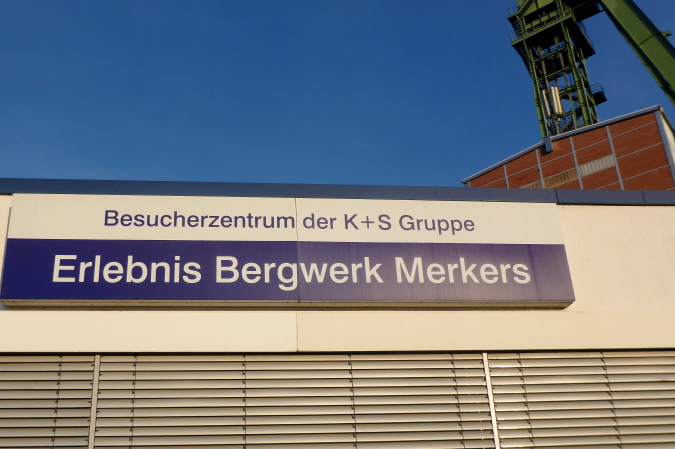 Besucherzentrum der K+S Gruppe
Erlebnis Bergwerk Merkers